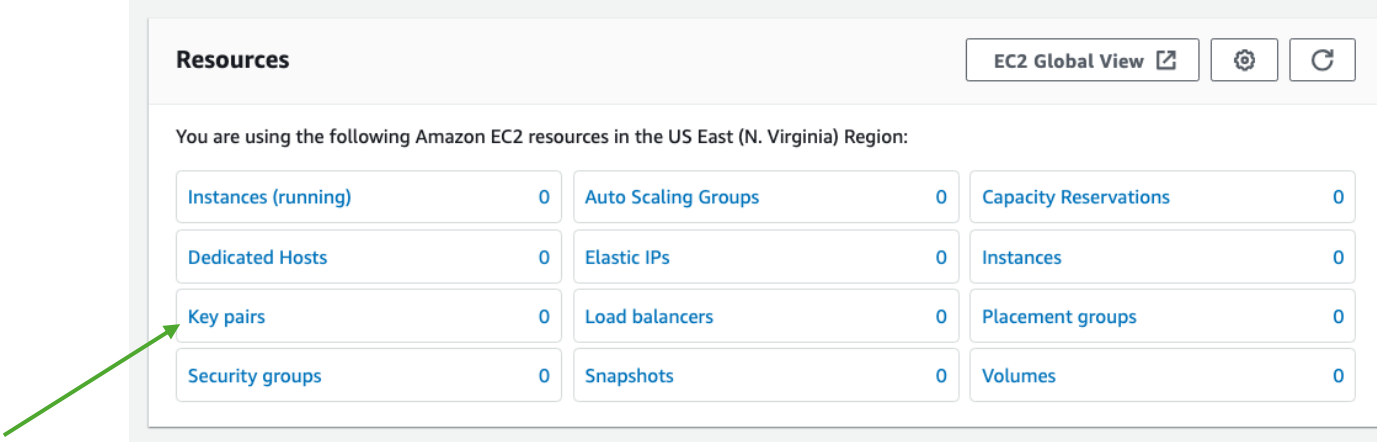 Resources
EC2 Global View
You are using the following Amazon EC2 resources in the US East (N. Virginia) Region:
Instances (running) 0 Auto Scaling Groups 0 Capacity Reservations 0
Dedicated Hosts 0 Elastic IPs 0 Instances 0
Key pairs 0 Load balancers 0 Placement groups 0
Security groups 0 Snapshots 0 Volumes 0